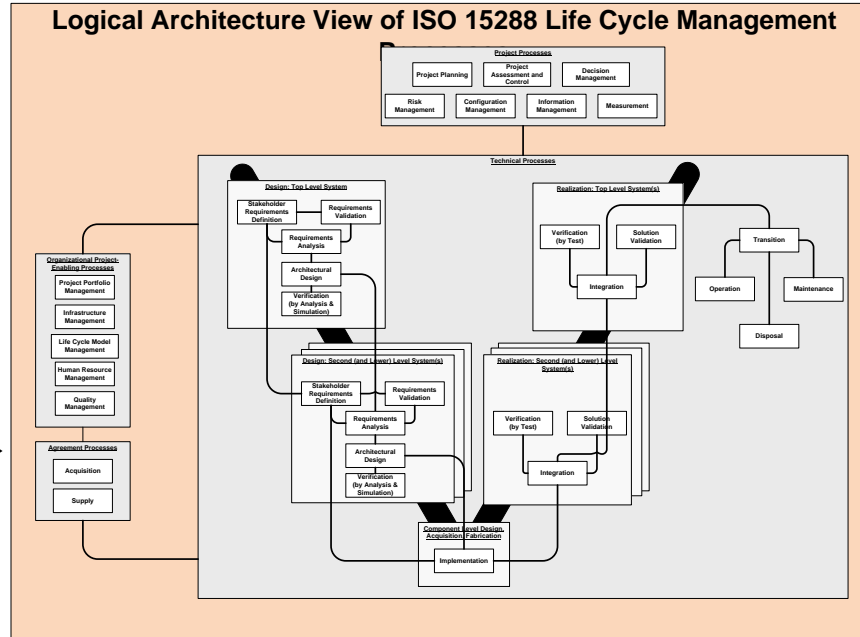 Logical Architecture View of ISO 15288 Life Cycle Management
Project Processes
Project Planning
Project
Assessment and
Control
Decision
Management
Risk
Management
Configuration
Management
Information
Management
Measurement
Technical Processes
Design: Top Level System
Stakeholder
Requirements
Definition
Requirements
Validation
Requirements
Analysis
Architectural
Design
Verification
(by Analysis &
Simulation)
Realization: Top Level System(s)
Verification
(by Test)
Solution
Validation
Integration
Transition
Operation
Maintenance
Disposal
Organizational Project-
Enabling Processes
Project Portfolio
Management
Infrastructure
Management
Life Cycle Model
Management
Human Resource
Management
Quality
Management
Agreement Processes
Acquisition
Supply
Design: Second (and Lower) Level System(s)
Stakeholder
Requirements
Definition
Requirements
Validation
Requirements
Analysis
Architectural
Design
Verification
(by Analysis &
Simulation)
Realization: Second (and Lower) Level
System(s)
Verification
(by Test)
Solution
Validation
Integration
Component Level Design,
Acquisition, Fabrication
Implementation